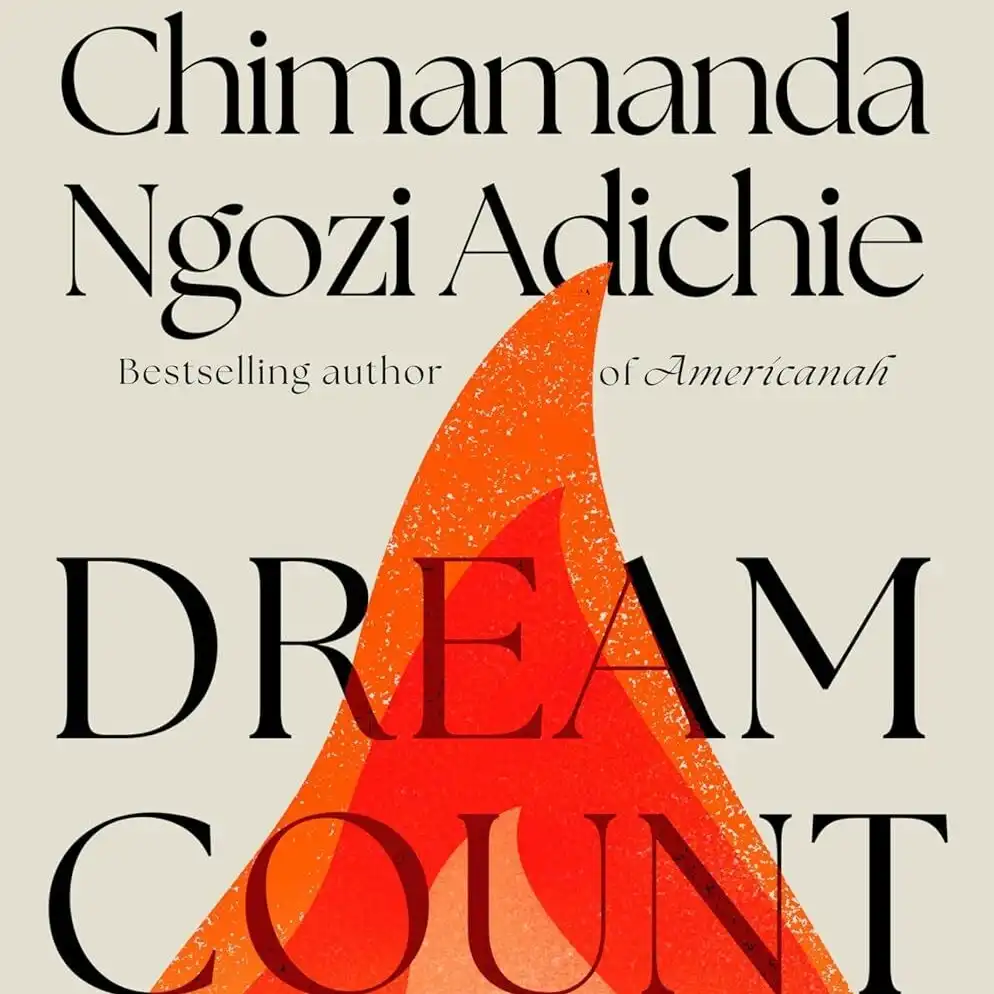 Chimamanda
Ngozi Adichie
Bestselling author of Americanah
DREAM
COUNT